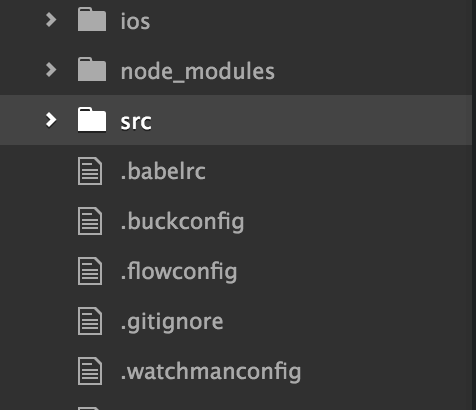 ios
node_modules
src
.babelrc
.buckconfig
.flowconfig
.gitignore
.watchmanconfig